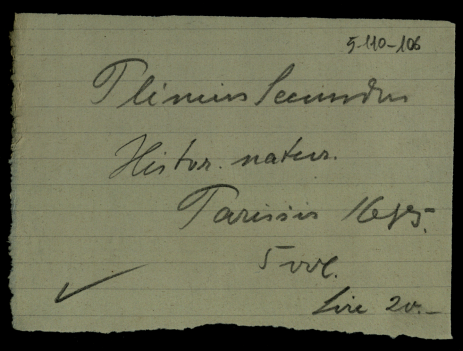 5-110-106
Plinius Secundus
Histor. natur.
Parisiis 1685.
5 vol.
Lire 20.-